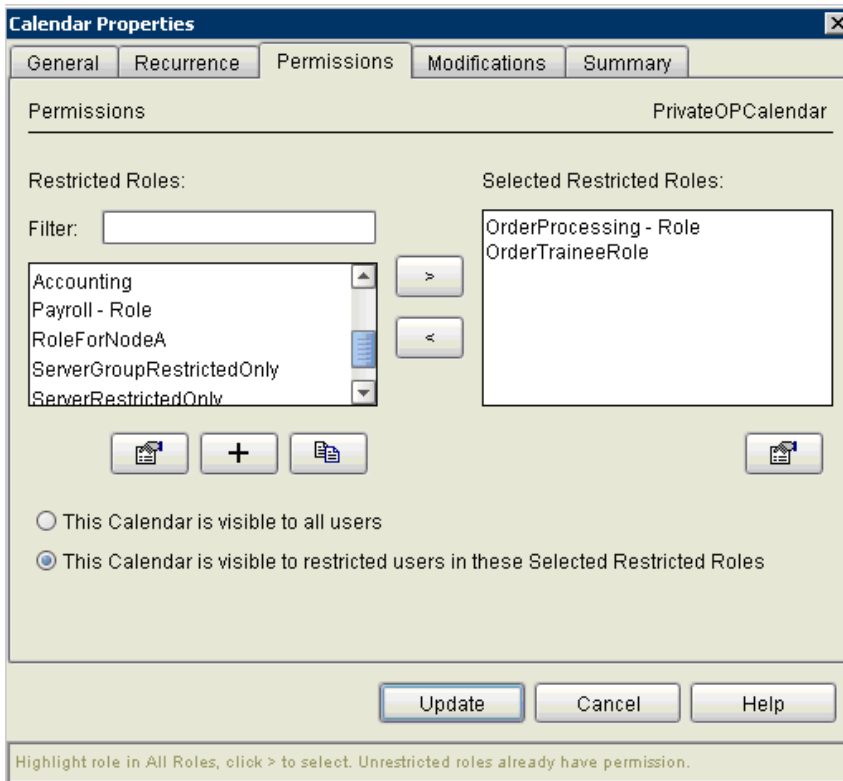 Calendar Properties
General Recurrence Permissions Modifications Summary
Permissions PrivateOPCalendar
Restricted Roles: Selected Restricted Roles:
Filter:
OrderProcessing - Role
OrderTraineeRole
Accounting
Payroll - Role
RoleForNodeA
ServerGroupRestrictedOnly
ServerRestrictedOnly
>
<
This Calendar is visible to all users
This Calendar is visible to restricted users in these Selected Restricted Roles
Update Cancel Help
Highlight role in All Roles, click > to select. Unrestricted roles already have permission.